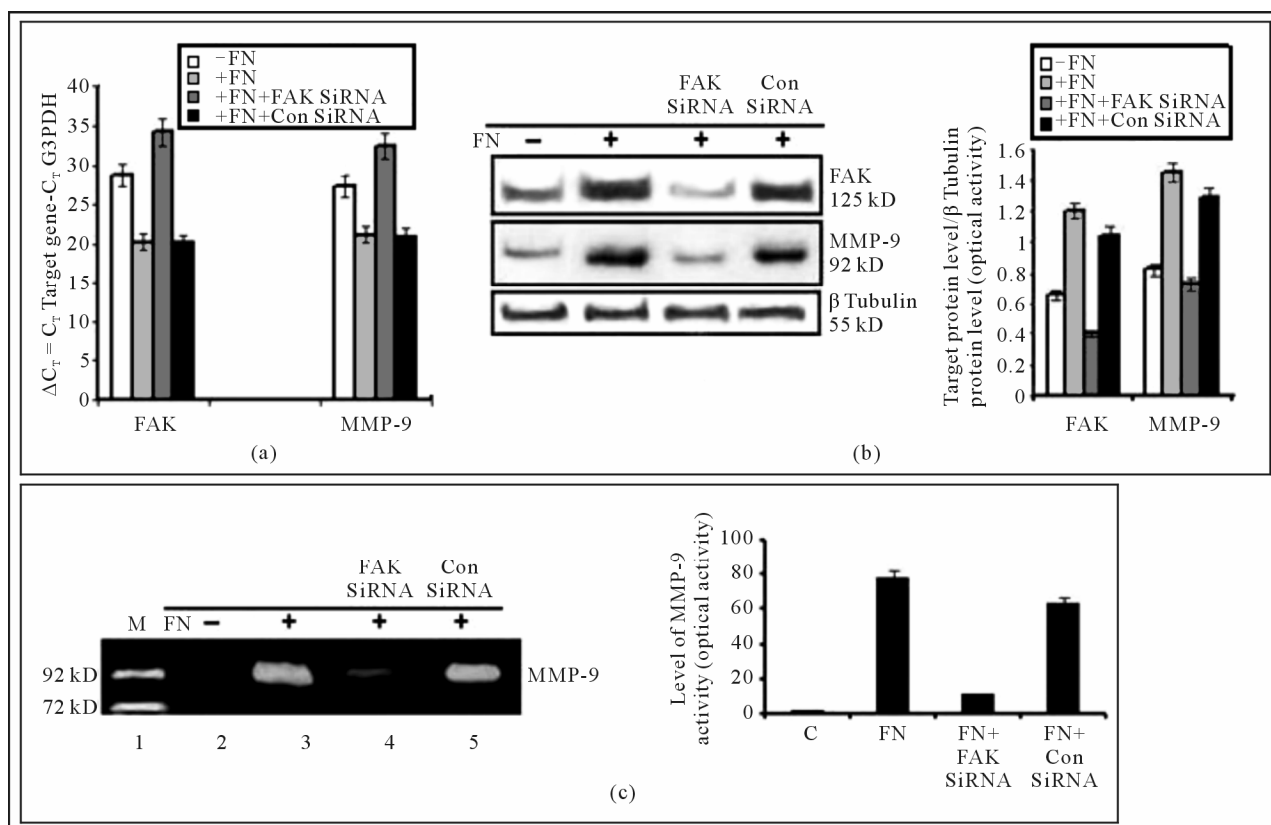 −FN
+FN
+FN+FAK SiRNA
+FN+Con SiRNA
ΔC_T = C_T Target gene-C_T G3PDH
40
35
30
25
20
15
10
5
0
FAK MMP-9
(a)
FAK Con
SiRNA SiRNA
FN − + + +
FAK
125 kD
MMP-9
92 kD
β Tubulin
55 kD
−FN
+FN
+FN+FAK SiRNA
+FN+Con SiRNA
Target protein level/β Tubulin
protein level (optical activity)
1.6
1.4
1.2
1
0.8
0.6
0.4
0.2
0
FAK MMP-9
(b)
FAK Con
SiRNA SiRNA
M FN − + + +
92 kD
72 kD
MMP-9
1 2 3 4 5
Level of MMP-9
activity (optical activity)
100
80
60
40
20
0
C FN FN+ FN+
FAK Con
SiRNA SiRNA
(c)